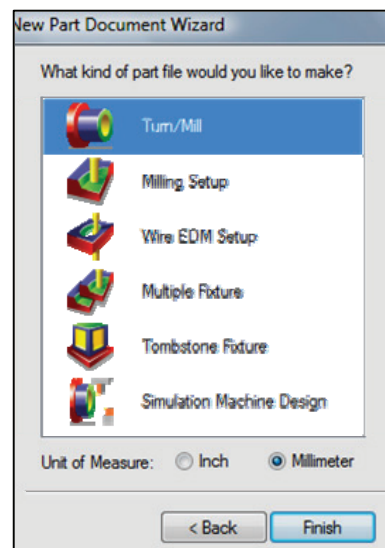 New Part Document Wizard
What kind of part file would you like to make?
Turn/Mill
Milling Setup
Wire EDM Setup
Multiple Fixture
Tombstone Fixture
Simulation Machine Design
Unit of Measure: Inch Millimeter
< Back Finish